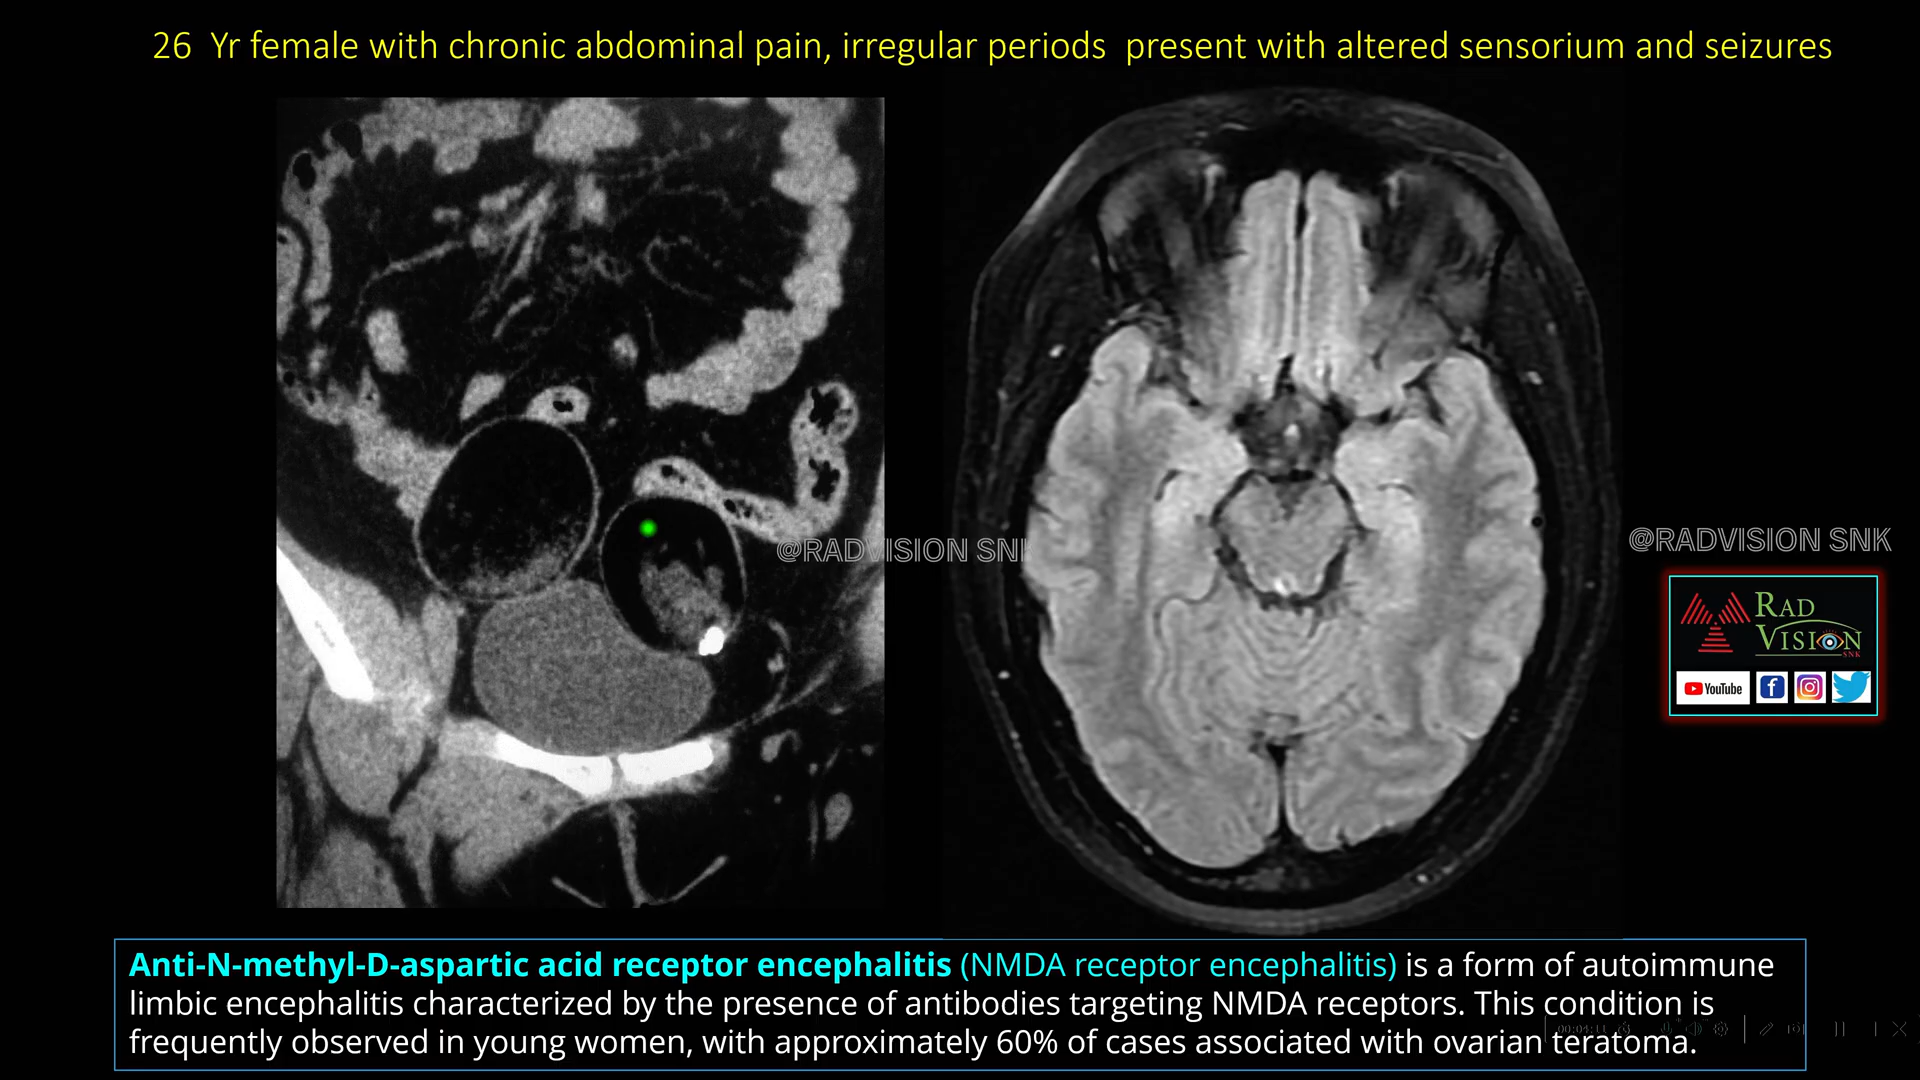 26 Yr female with chronic abdominal pain, irregular periods present with altered sensorium and seizures
@RADVISION SNK
@RADVISION SNK
RAD
VISION
SNK
YouTube
Anti-N-methyl-D-aspartic acid receptor encephalitis (NMDA receptor encephalitis) is a form of autoimmune
limbic encephalitis characterized by the presence of antibodies targeting NMDA receptors. This condition is
frequently observed in young women, with approximately 60% of cases associated with ovarian teratoma.